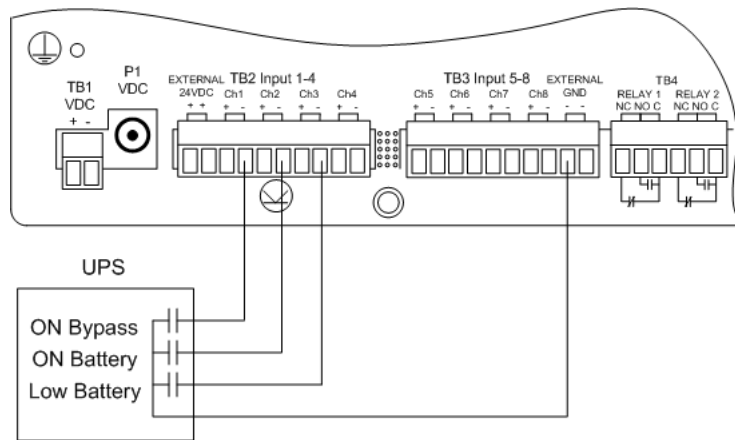 TB1
VDC
+ -
P1
VDC
EXTERNAL
24VDC
+ +
TB2 Input 1-4
Ch1 Ch2 Ch3 Ch4
+ - + - + - + -
TB3 Input 5-8
Ch5 Ch6 Ch7 Ch8
+ - + - + - + -
EXTERNAL
GND
- -
TB4
RELAY 1 RELAY 2
NC NO C NC NO C
UPS
ON Bypass
ON Battery
Low Battery